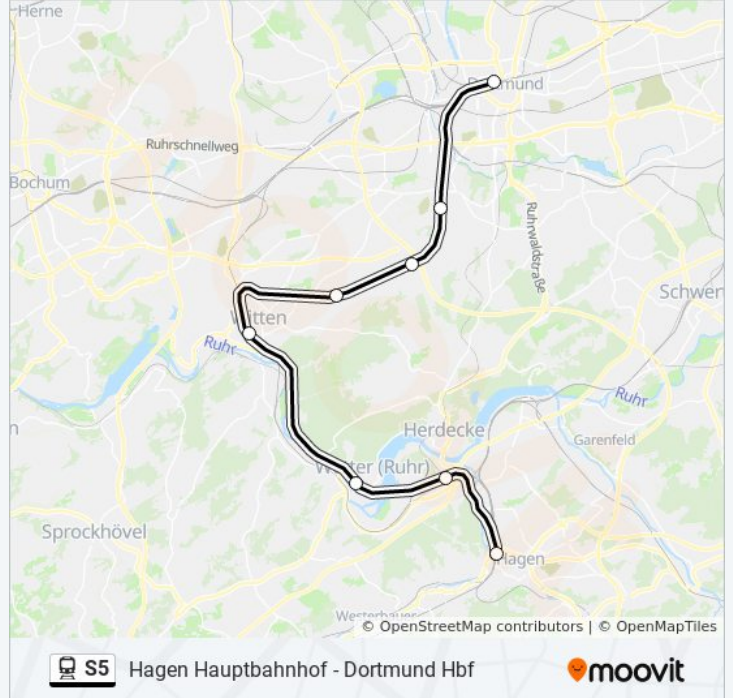 Herne
Dortmund
Ruhrschnellweg
Bochum
Ruhrwaldstraße
Schwer
Witten
Ruhr
Ruhr
Herdecke
Garenfeld
n
Wetter (Ruhr)
Sprockhövel
Hagen
Westerbauer
© OpenStreetMap contributors | © OpenMapTiles
S5 Hagen Hauptbahnhof - Dortmund Hbf
moovit